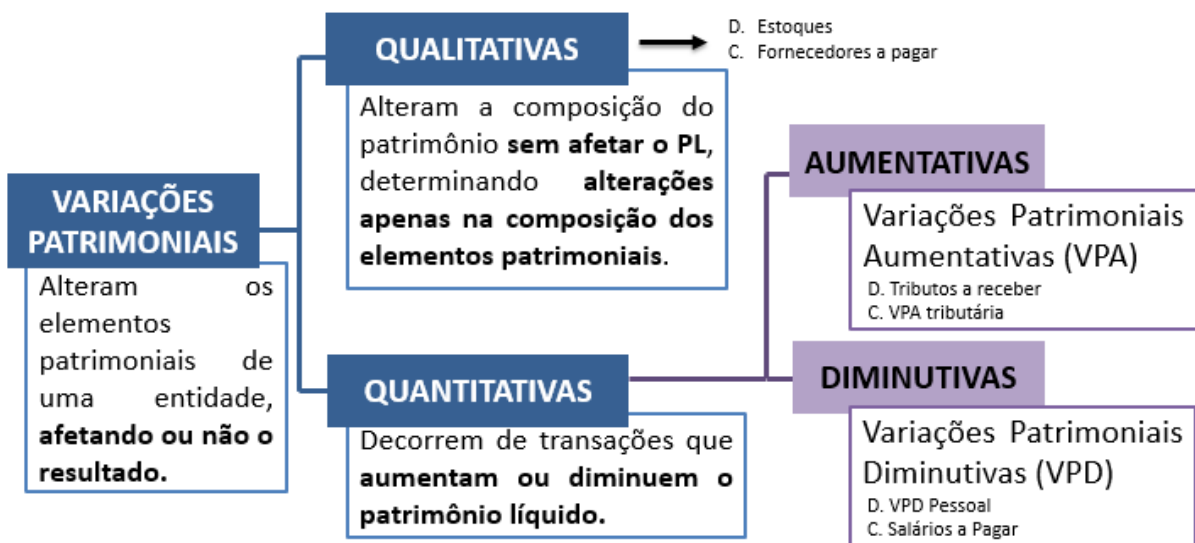 VARIAÇÕES
PATRIMONIAIS
Alteram os
elementos
patrimoniais de
uma entidade,
afetando ou não o
resultado.
QUALITATIVAS
Alteram a composição do
patrimônio sem afetar o PL,
determinando alterações
apenas na composição dos
elementos patrimoniais.
D. Estoques
C. Fornecedores a pagar
QUANTITATIVAS
Decorrem de transações que
aumentam ou diminuem o
patrimônio líquido.
AUMENTATIVAS
Variações Patrimoniais
Aumentativas (VPA)
D. Tributos a receber
C. VPA tributária
DIMINUTIVAS
Variações Patrimoniais
Diminutivas (VPD)
D. VPD Pessoal
C. Salários a Pagar